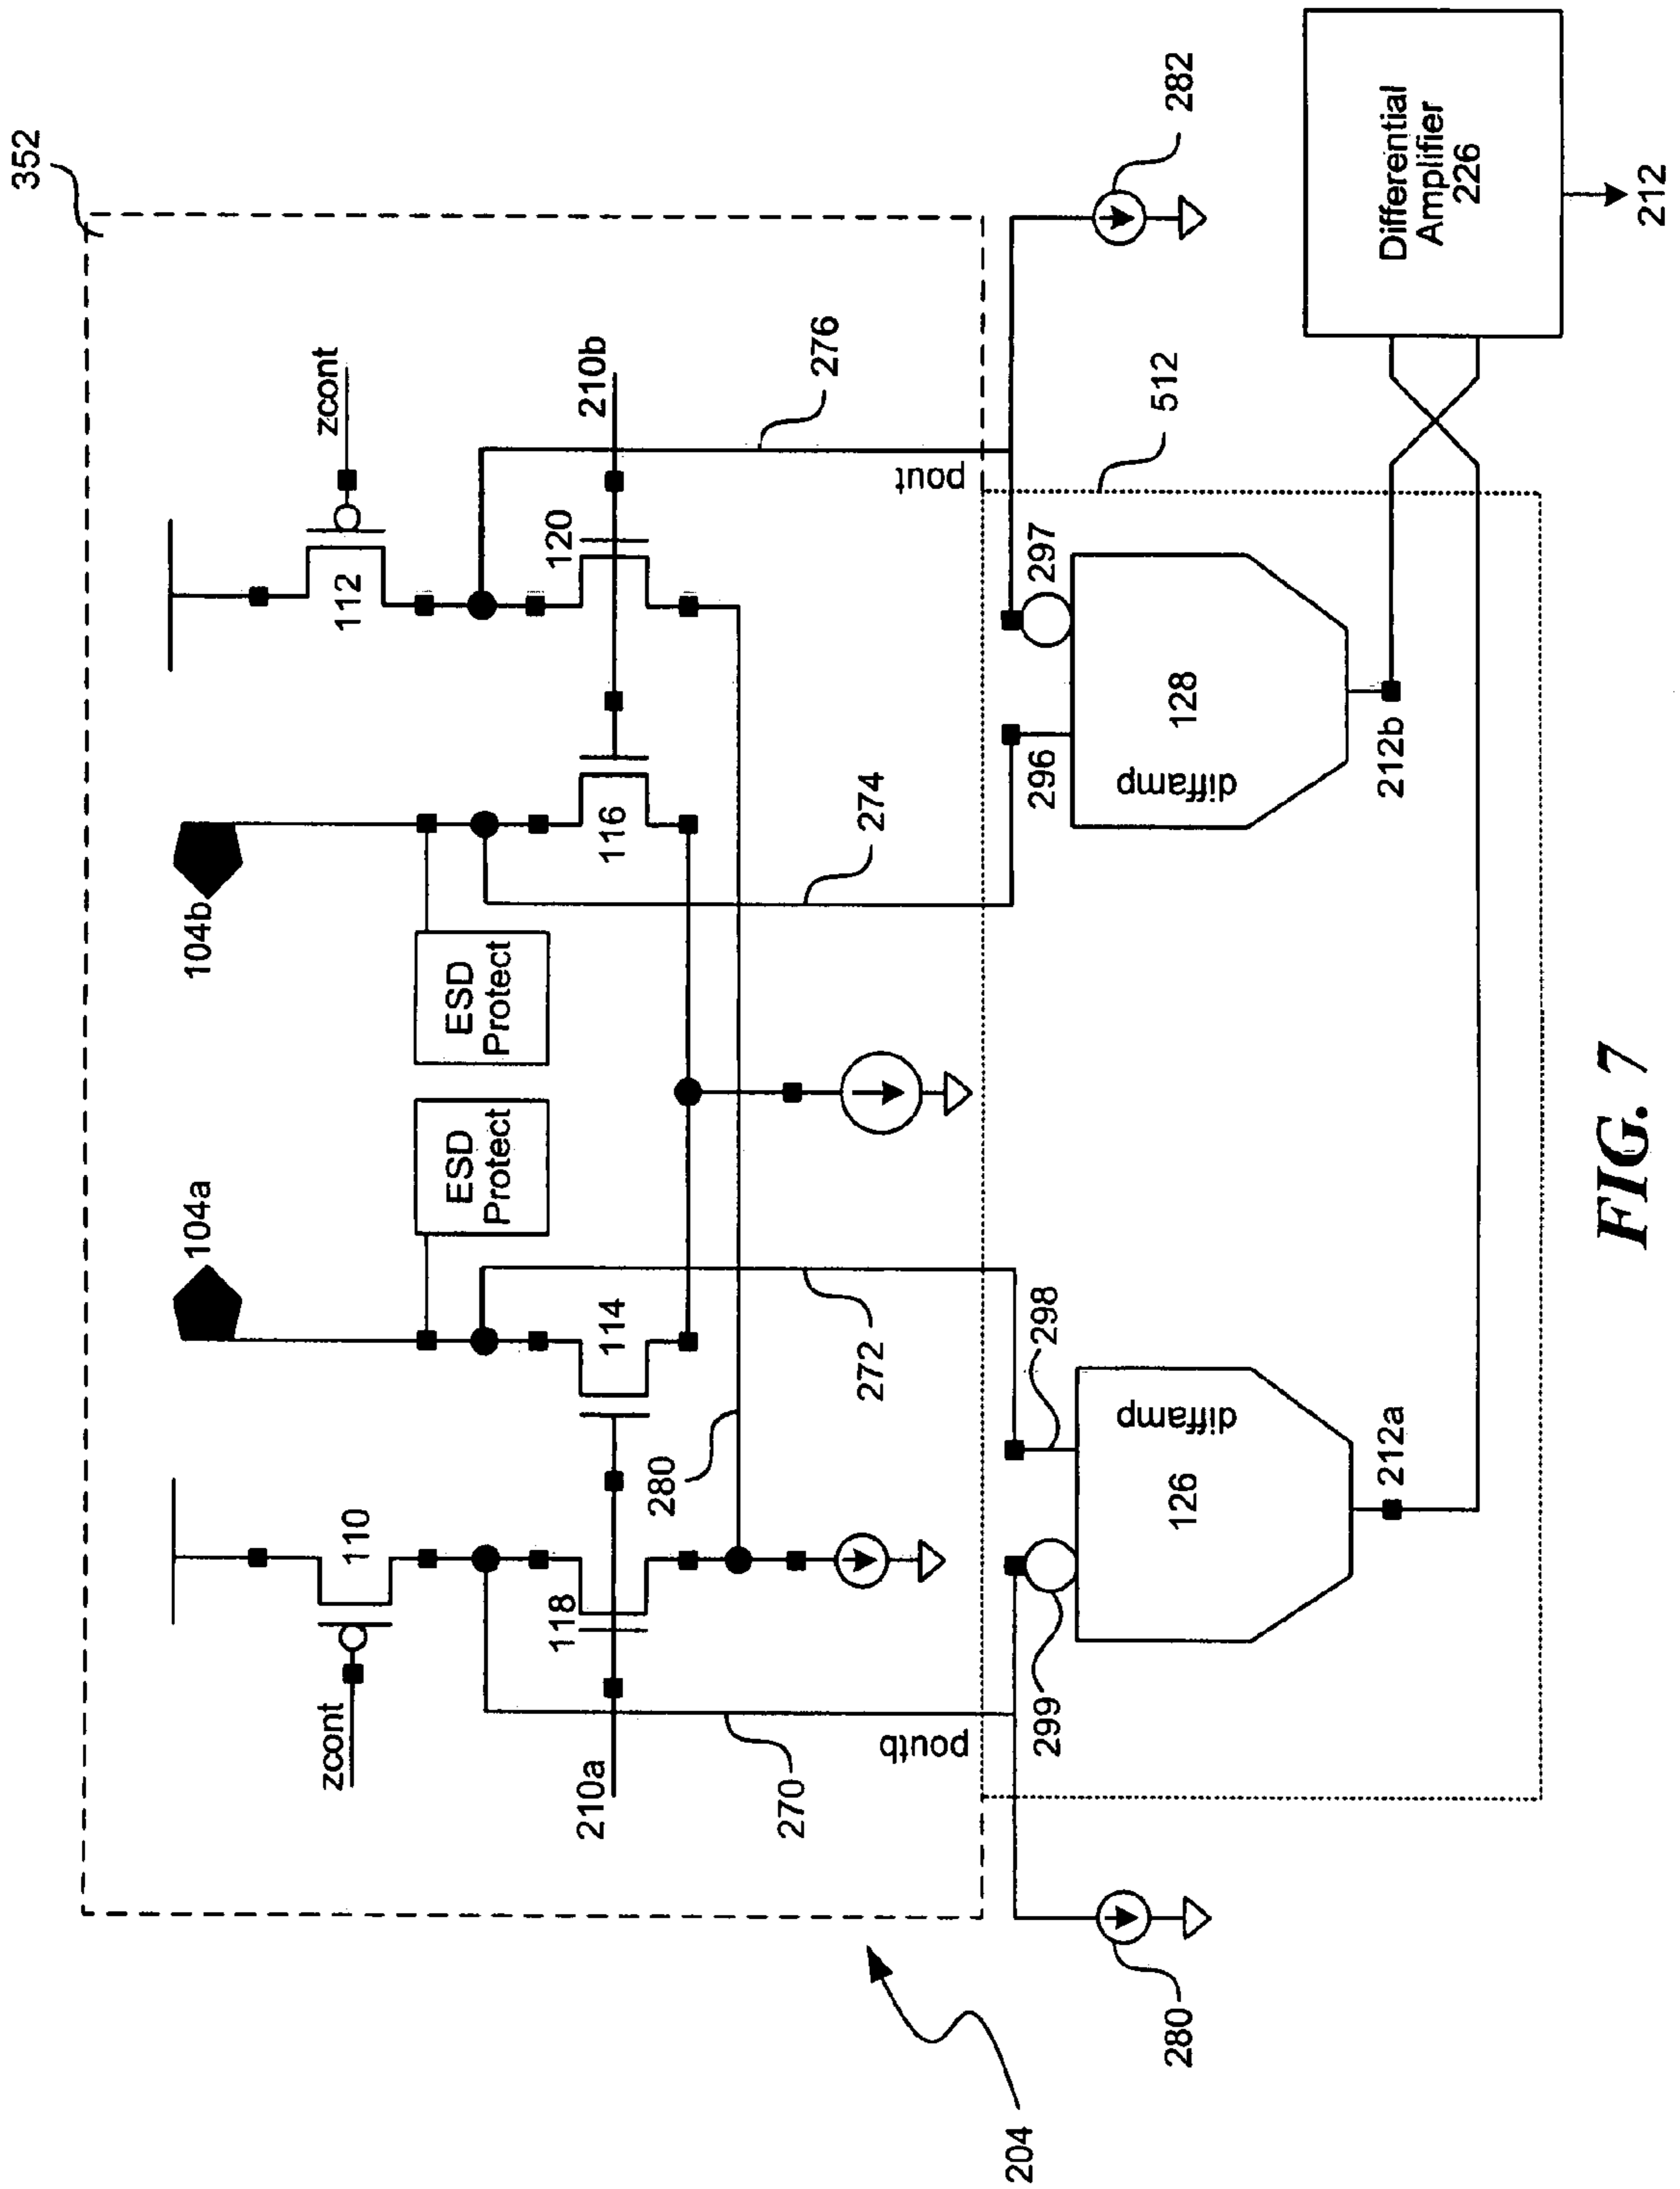 352
104a
104b
zcont
110
ESD
Protect
ESD
Protect
112
zcont
210a
118
114
116
120
210b
280
270
poutb
272
274
276
pout
282
204
280
299
298
296
297
512
126
diffamp
128
diffamp
212a
212b
Differential
Amplifier
226
212
FIG. 7